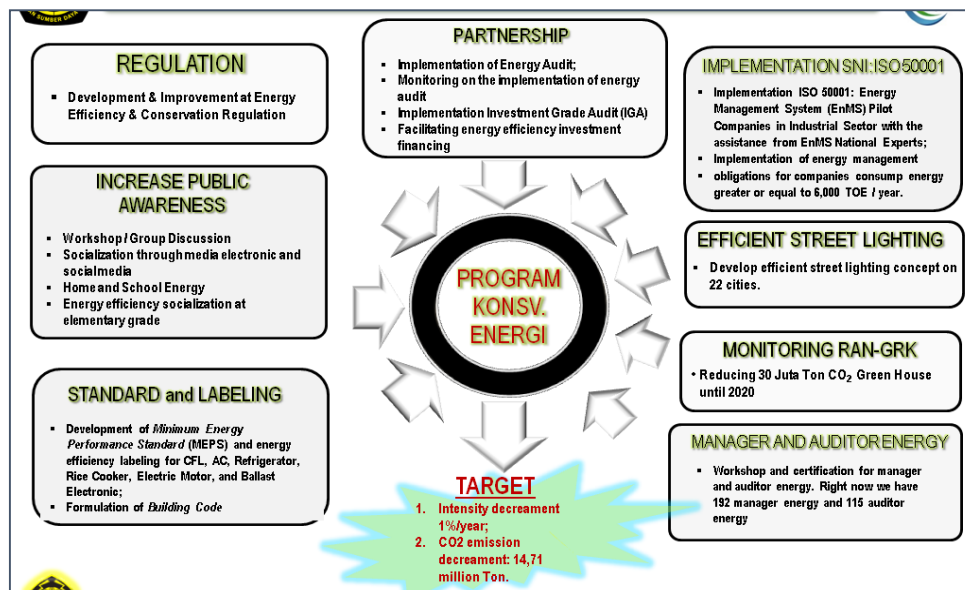 AN SUMBER DAYA
REGULATION
▪ Development & Improvement at Energy
Efficiency & Conservation Regulation
INCREASE PUBLIC
AWARENESS
▪ Workshop / Group Discussion
▪ Socialization through media electronic and
socialmedia
▪ Home and School Energy
▪ Energy efficiency socialization at
elementary grade
STANDARD and LABELING
▪ Development of Minimum Energy
Performance Standard (MEPS) and energy
efficiency labeling for CFL, AC, Refrigerator,
Rice Cooker, Electric Motor, and Ballast
Electronic;
▪ Formulation of Building Code
PARTNERSHIP
▪ Implementation of Energy Audit;
▪ Monitoring on the implementation of energy
audit
▪ Implementation Investment Grade Audit (IGA)
▪ Facilitating energy efficiency investment
financing
PROGRAM
KONSV.
ENERGI
TARGET
1. Intensity decreament
1%/year;
2. CO2 emission
decreament: 14,71
million Ton.
IMPLEMENTATION SNI: ISO 50001
▪ Implementation ISO 50001: Energy
Management System (EnMS) Pilot
Companies in Industrial Sector with the
assistance from EnMS National Experts;
▪ Implementation of energy management
▪ obligations for companies consump energy
greater or equal to 6,000 TOE / year.
EFFICIENT STREET LIGHTING
▪ Develop efficient street lighting concept on
22 cities.
MONITORING RAN-GRK
• Reducing 30 Juta Ton CO₂ Green House
until 2020
MANAGER AND AUDITOR ENERGY
▪ Workshop and certification for manager
and auditor energy. Right now we have
192 manager energy and 115 auditor
energy